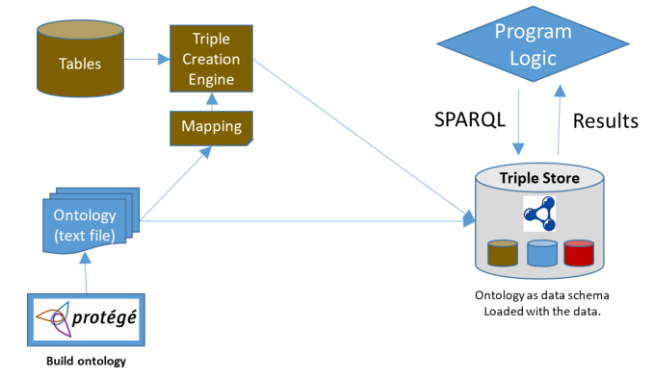 Tables
Triple
Creation
Engine
Mapping
Ontology
(text file)
protégé
Build ontology
Program
Logic
SPARQL
Results
Triple Store
Ontology as data schema
Loaded with the data.